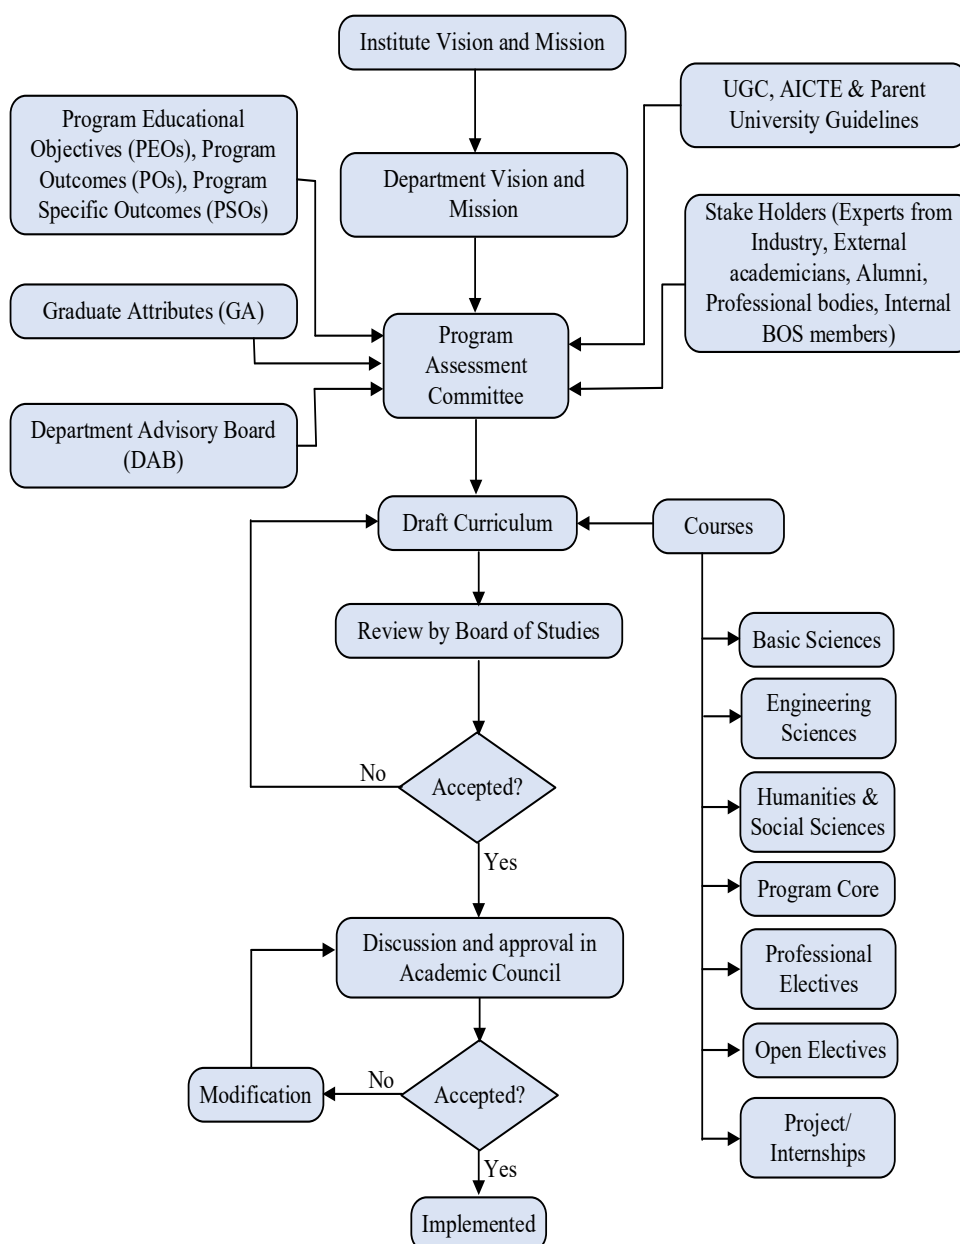 Institute Vision and Mission
UGC, AICTE & Parent
University Guidelines
Program Educational
Objectives (PEOs), Program
Outcomes (POs), Program
Specific Outcomes (PSOs)
Department Vision and
Mission
Stake Holders (Experts from
Industry, External
academicians, Alumni,
Professional bodies, Internal
BOS members)
Graduate Attributes (GA)
Program
Assessment
Committee
Department Advisory Board
(DAB)
Draft Curriculum
Courses
Review by Board of Studies
Basic Sciences
Engineering
Sciences
No
Accepted?
Humanities &
Social Sciences
Yes
Program Core
Discussion and approval in
Academic Council
Professional
Electives
Open Electives
Modification
No
Accepted?
Project/
Internships
Yes
Implemented